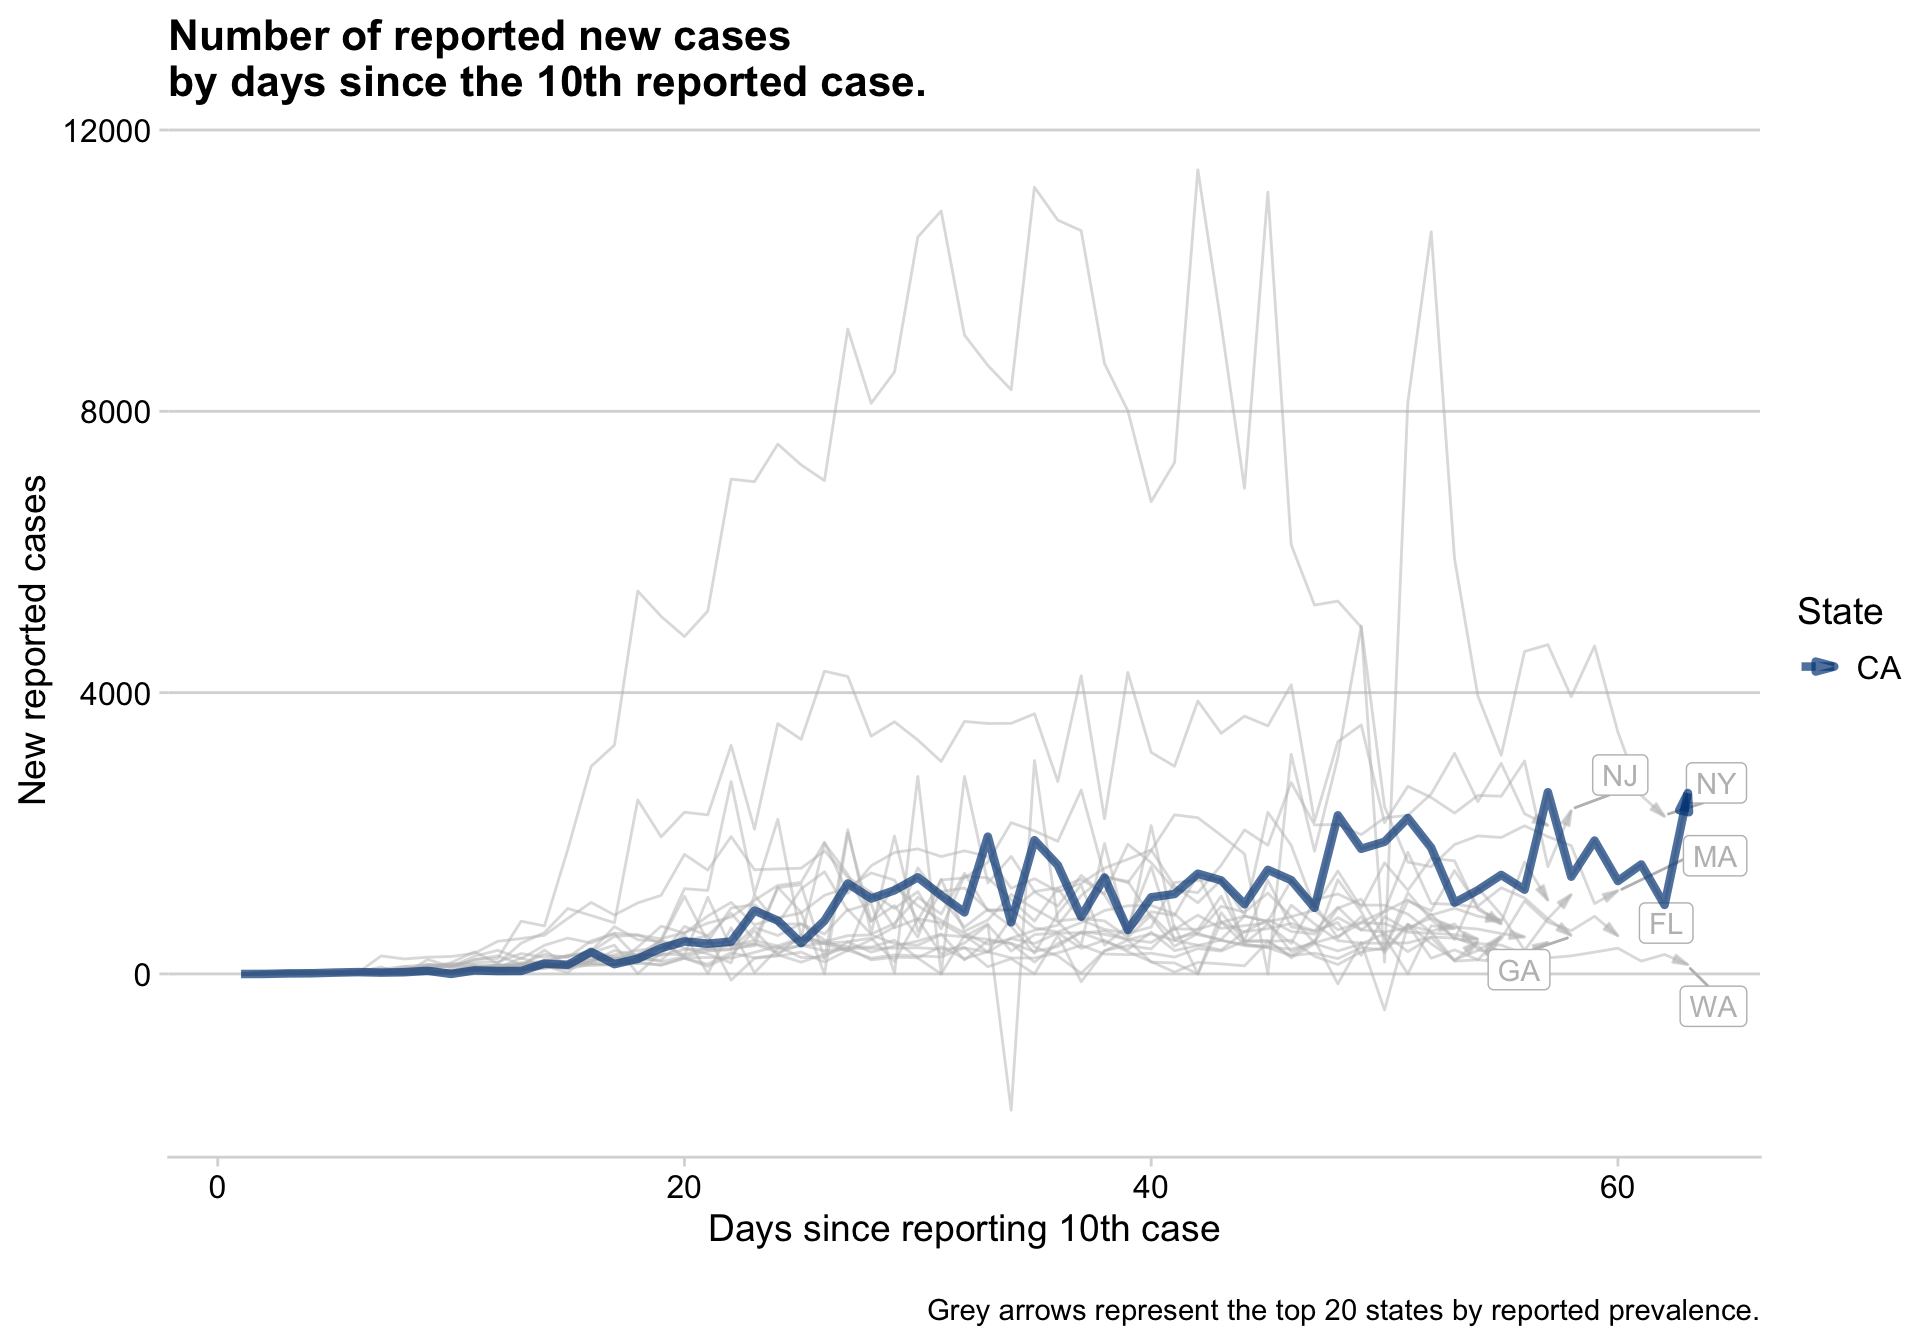 Number of reported new cases
by days since the 10th reported case.
12000
8000
4000
0
New reported cases
NJ
NY
MA
FL
GA
WA
State
CA
0
20
40
60
Days since reporting 10th case
Grey arrows represent the top 20 states by reported prevalence.